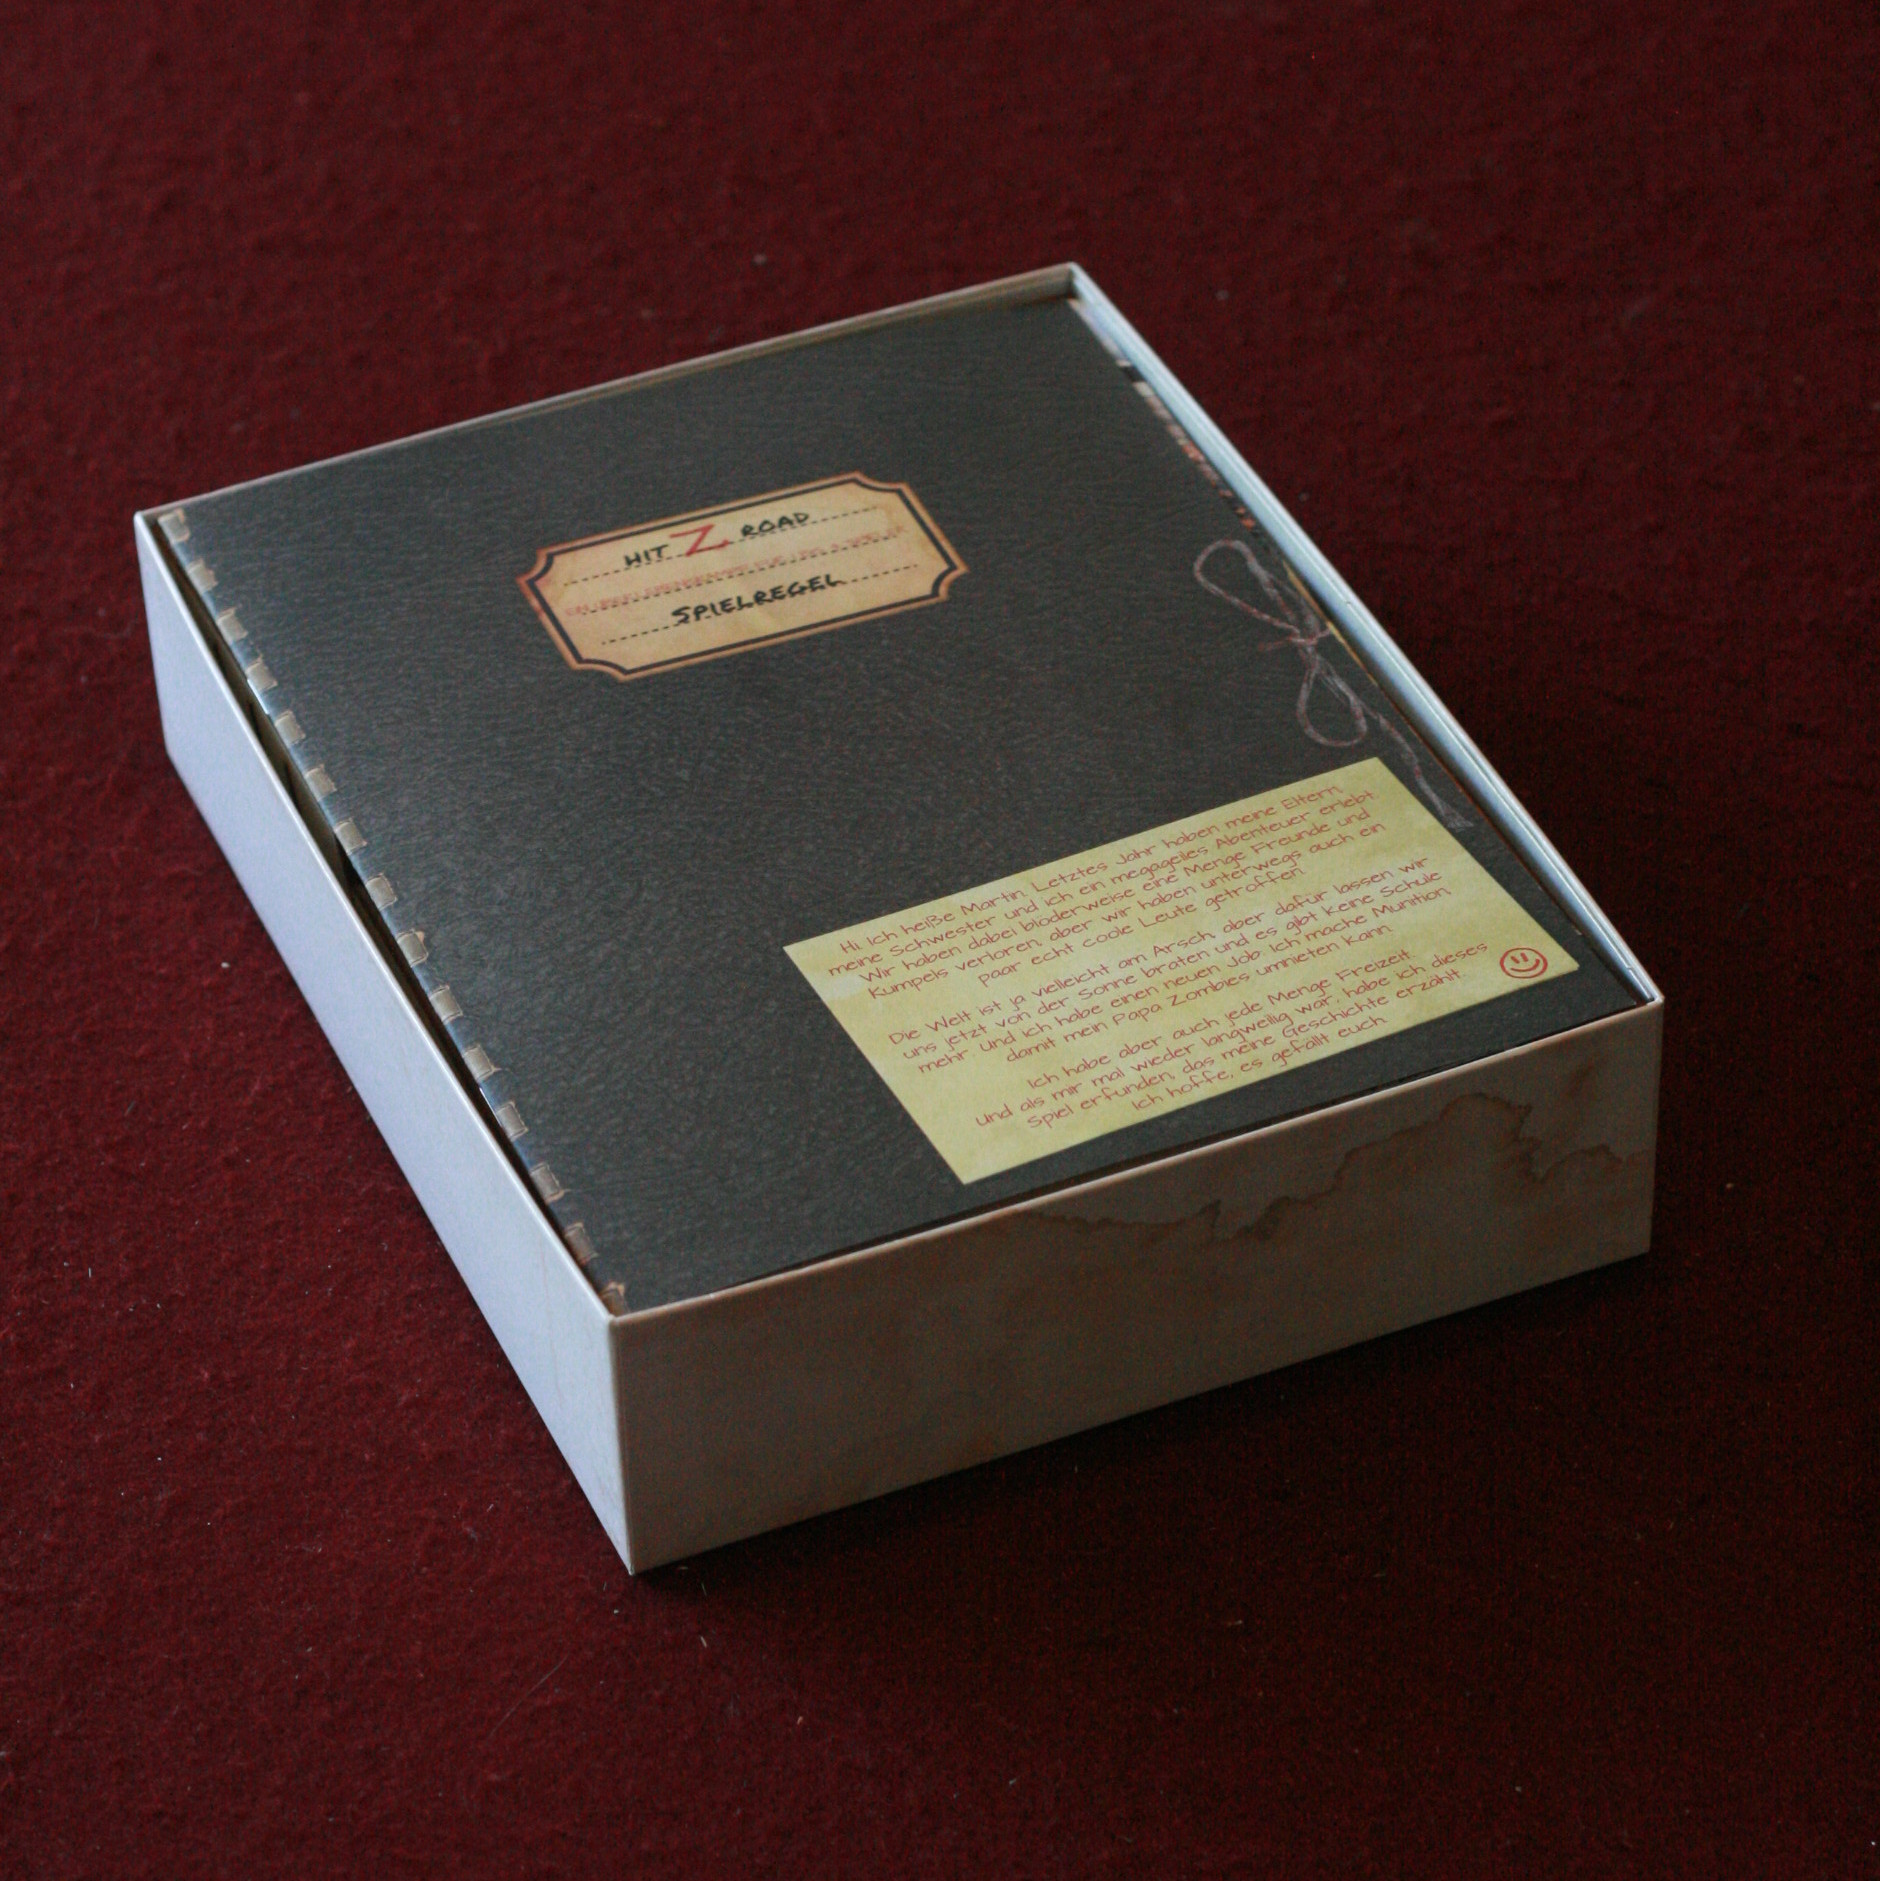 HIT Z ROAD
SPIELREGEL
Hi Ich heiße Martin. Letztes Jahr haben meine Eltern,
meine Schwester und ich ein megageiles Abenteuer erlebt.
Wir haben dabei blöderweise eine Menge Freunde und
Kumpels verloren, aber wir haben unterwegs auch ein
paar echt coole Leute getroffen.
Die Welt ist ja vielleicht am Arsch, aber dafür lassen wir
uns jetzt von der Sonne braten und es gibt keine Schule
mehr. Und ich habe einen neuen Job. Ich mache Munition,
damit mein Papa Zombies umnieten kann.
Ich habe aber auch jede Menge Freizeit
und als mir mal wieder langweilig war, habe ich dieses
Spiel erfunden, das meine Geschichte erzählt.
Ich hoffe, es gefällt euch.